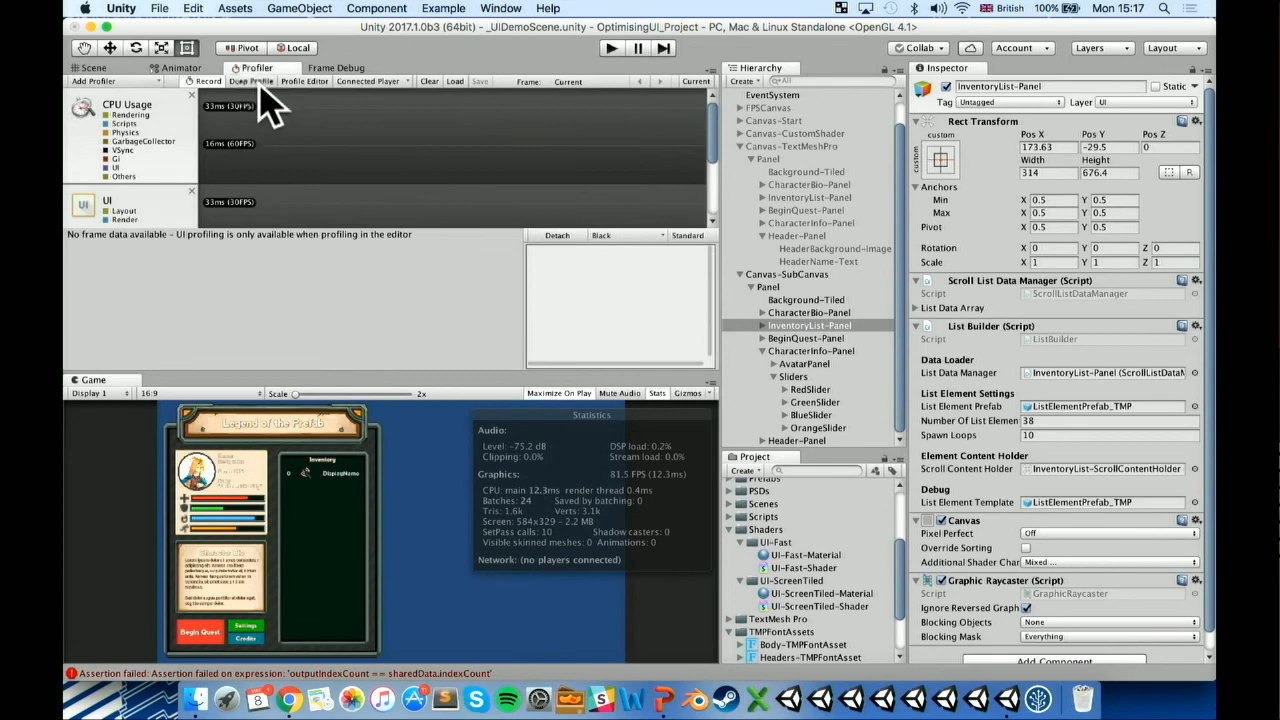 Unity File Edit Assets GameObject Component Example Window Help British 100% Mon 15:17
Unity 2017.1.0b3 (64bit) - _UIDemoScene.unity - OptimisingUI_Project - PC, Mac & Linux Standalone <OpenGL 4.1>
Pivot Local Collab Account Layers Layout
Scene Animator Profiler Frame Debug
Add Profiler Record Deep Profile Profiler Editor Connected Player Clear Load Save Frame: Current Current
CPU Usage
Rendering
Scripts
Physics
GarbageCollector
VSync
Gi
UI
Others
33ms (30FPS)
16ms (60FPS)
UI
Layout
Render
33ms (30FPS)
No frame data available - UI profiling is only available when profiling in the editor
Detach Black Standard
Game
Display 1 16:9 Scale 2x Maximize On Play Mute Audio Stats Gizmos
Legend of the Prefab
Inventory
0 DisplayName
Character Bio
Begin Quest
Settings
Credits
Statistics
Audio:
Level: -75.2 dB DSP load: 0.2%
Clipping: 0.0% Stream load: 0.0%
Graphics: 81.5 FPS (12.3ms)
CPU: main 12.3ms render thread 0.4ms
Batches: 24 Saved by batching: 0
Tris: 1.6k Verts: 3.1k
Screen: 584x329 - 2.2 MB
SetPass calls: 10 Shadow casters: 0
Visible skinned meshes: 0 Animations: 0
Network: (no players connected)
Hierarchy
Create All
EventSystem
FPSCanvas
Canvas-Start
Canvas-CustomShader
Canvas-TextMeshPro
Panel
Background-Tiled
CharacterBio-Panel
InventoryList-Panel
BeginQuest-Panel
CharacterInfo-Panel
Header-Panel
HeaderBackground-Image
HeaderName-Text
Canvas-SubCanvas
Panel
Background-Tiled
CharacterBio-Panel
InventoryList-Panel
BeginQuest-Panel
CharacterInfo-Panel
AvatarPanel
Sliders
RedSlider
GreenSlider
BlueSlider
OrangeSlider
Header-Panel
Project
Create
Prefabs
PSDs
Scenes
Scripts
Shaders
UI-Fast
UI-Fast-Material
UI-Fast-Shader
UI-ScreenTiled
UI-ScreenTiled-Material
UI-ScreenTiled-Shader
TextMesh Pro
TMPFontAssets
Body-TMPFontAsset
Headers-TMPFontAsset
Inspector
InventoryList-Panel Static
Tag Untagged Layer UI
Rect Transform
custom Pos X Pos Y Pos Z
custom 173.63 -29.5 0
Width Height
314 676.4
R
Anchors
Min X 0.5 Y 0.5
Max X 0.5 Y 0.5
Pivot X 0.5 Y 0.5
Rotation X 0 Y 0 Z 0
Scale X 1 Y 1 Z 1
Scroll List Data Manager (Script)
Script ScrollListDataManager
List Data Array
List Builder (Script)
Script ListBuilder
Data Loader
List Data Manager InventoryList-Panel (ScrollListDataM
List Element Settings
List Element Prefab ListElementPrefab_TMP
Number Of List Elemen 38
Spawn Loops 10
Element Content Holder
Scroll Content Holder InventoryList-ScrollContentHolder
Debug
List Element Template ListElementPrefab_TMP
Canvas
Pixel Perfect Off
Override Sorting
Additional Shader Char Mixed ...
Graphic Raycaster (Script)
Script GraphicRaycaster
Ignore Reversed Graph
Blocking Objects None
Blocking Mask Everything
Add Component
Assertion failed: Assertion failed on expression: 'outputIndexCount == sharedData.indexCount'